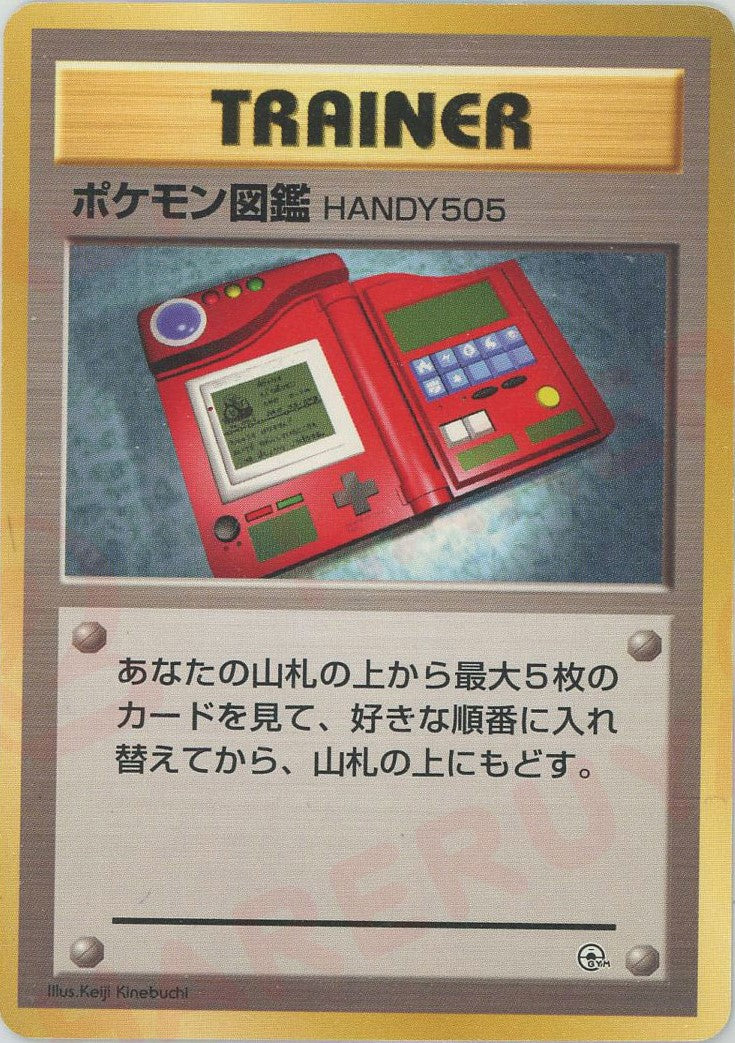 TRAINER
ポケモン図鑑 HANDY505
あなたの山札の上から最大5枚の
カードを見て、好きな順番に入れ
替えてから、山札の上にもどす。
GYM
Illus.Keiji Kinebuchi